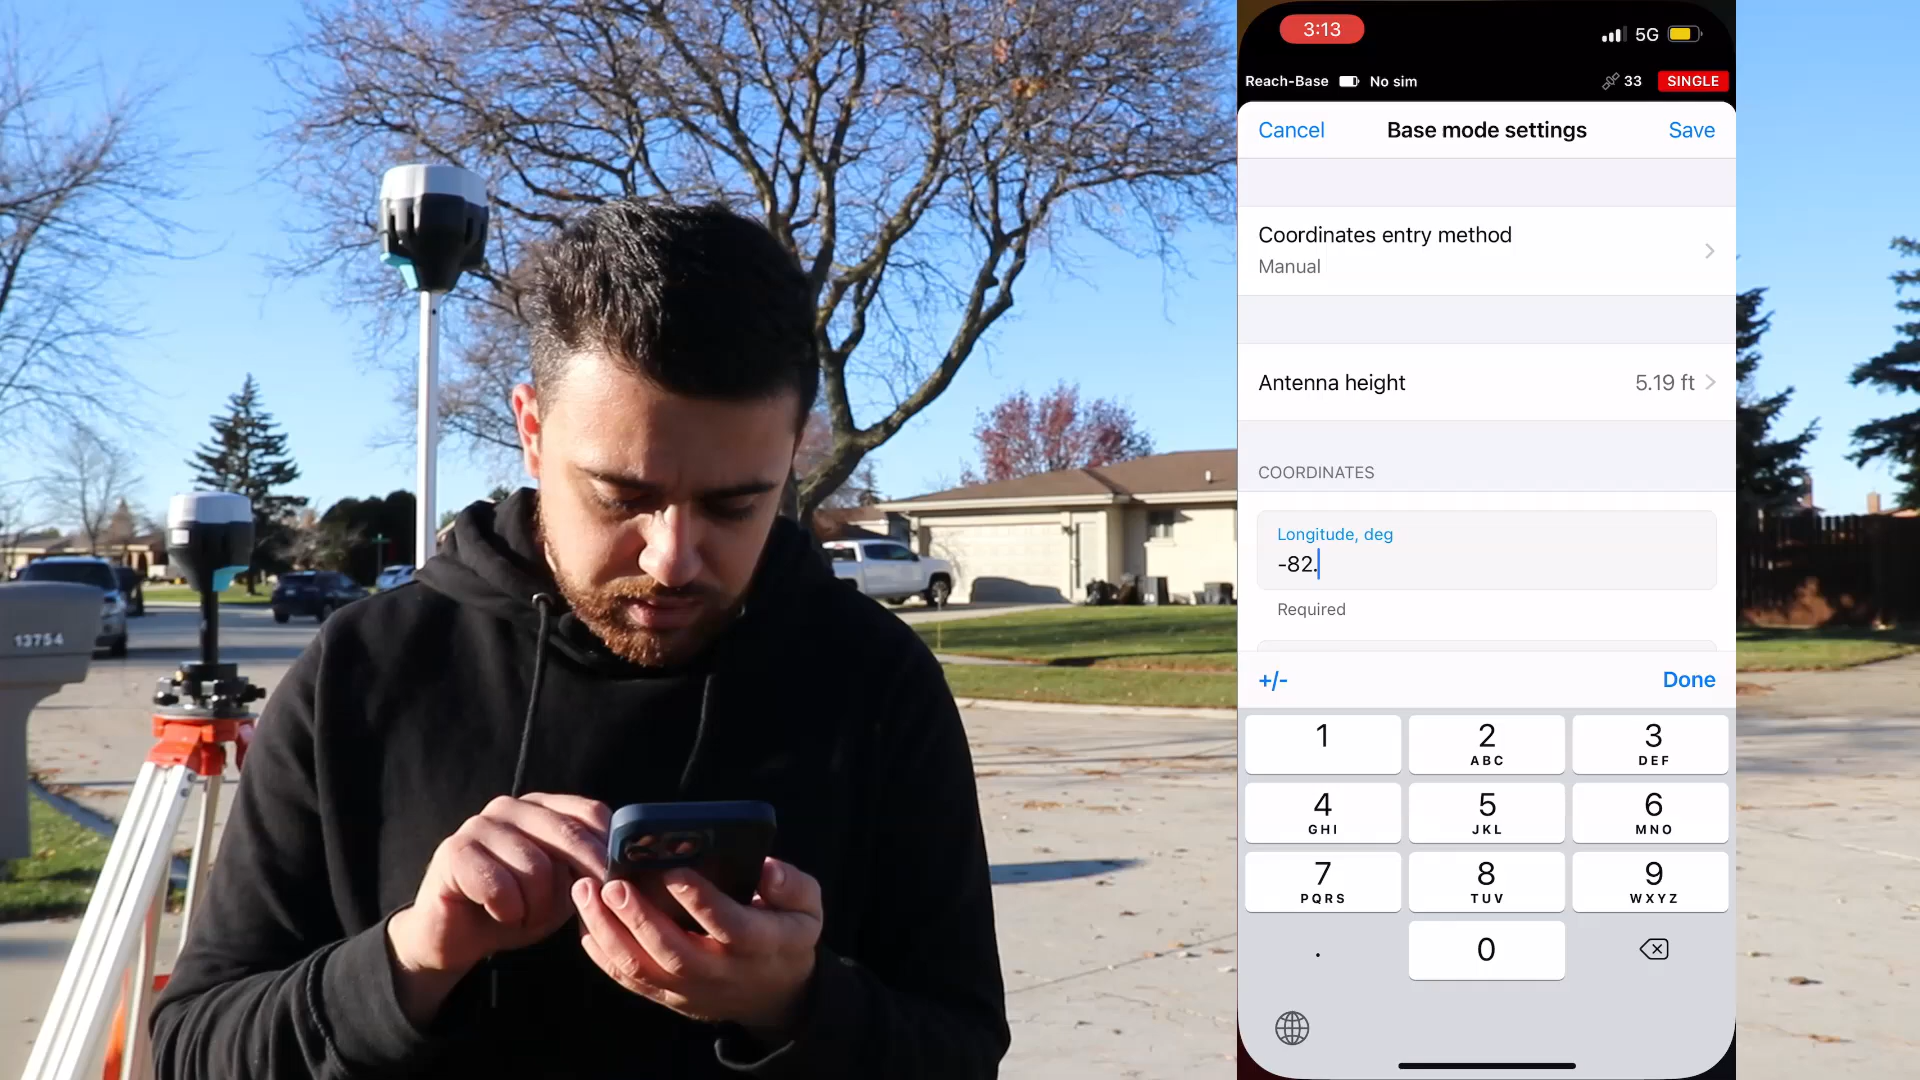 13754
3:13
5G
Reach-Base No sim 33 SINGLE
Cancel Base mode settings Save
Coordinates entry method
Manual
Antenna height 5.19 ft
COORDINATES
Longitude, deg
-82.
Required
+/- Done
1 2 3
ABC DEF
4 5 6
GHI JKL MNO
7 8 9
PQRS TUV WXYZ
. 0